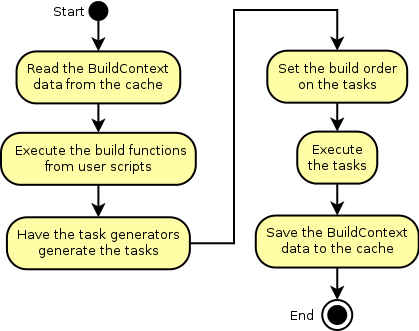 Start
Read the BuildContext
data from the cache
Execute the build functions
from user scripts
Have the task generators
generate the tasks
Set the build order
on the tasks
Execute
the tasks
Save the BuildContext
data to the cache
End